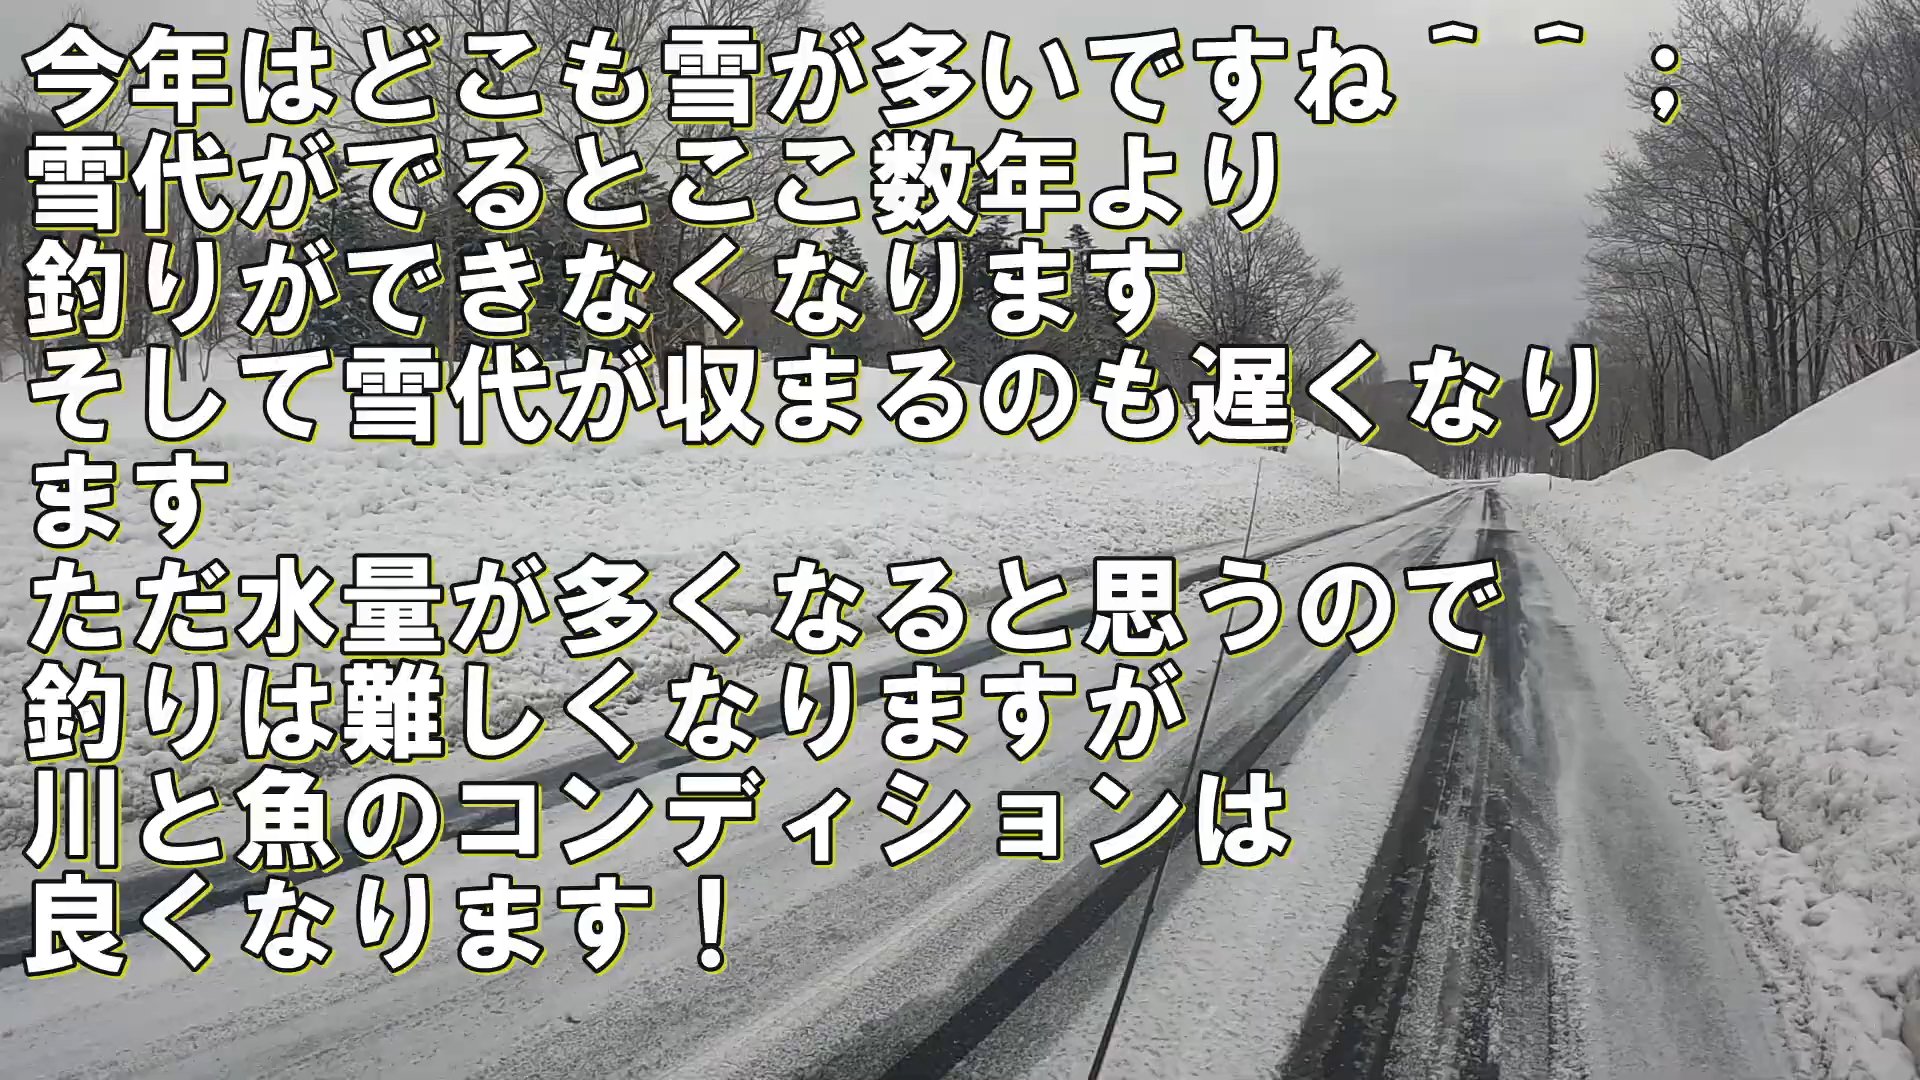 今年はどこも雪が多いですね＾＾；
雪代がでるとここ数年より
釣りができなくなります
そして雪代が収まるのも遅くなり
ます
ただ水量が多くなると思うので
釣りは難しくなりますが
川と魚のコンディションは
良くなります！